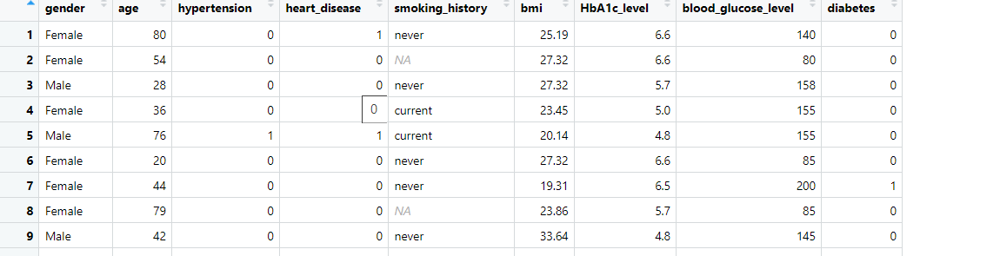 gender age hypertension heart_disease smoking_history bmi HbA1c_level blood_glucose_level diabetes
1 Female 80 0 1 never 25.19 6.6 140 0
2 Female 54 0 0 NA 27.32 6.6 80 0
3 Male 28 0 0 never 27.32 5.7 158 0
4 Female 36 0 0 current 23.45 5.0 155 0
5 Male 76 1 1 current 20.14 4.8 155 0
6 Female 20 0 0 never 27.32 6.6 85 0
7 Female 44 0 0 never 19.31 6.5 200 1
8 Female 79 0 0 NA 23.86 5.7 85 0
9 Male 42 0 0 never 33.64 4.8 145 0